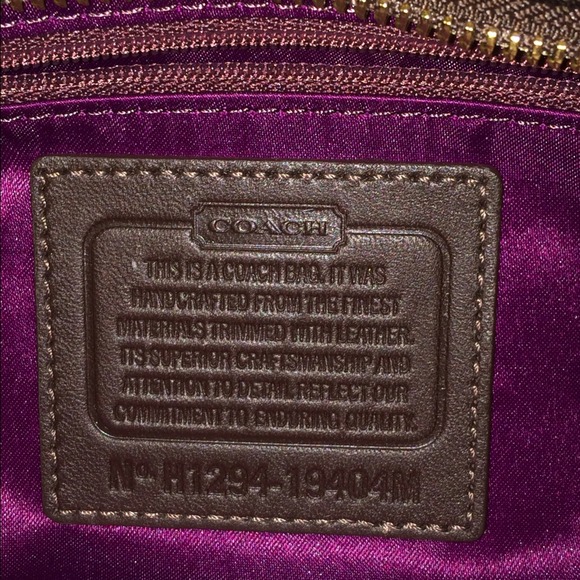 COACH
THIS IS A COACH BAG. IT WAS
HANDCRAFTED FROM THE FINEST
MATERIALS TRIMMED WITH LEATHER.
ITS SUPERIOR CRAFTSMANSHIP AND
ATTENTION TO DETAIL REFLECT OUR
COMMITMENT TO ENDURING QUALITY.
Nº H1294-19404M